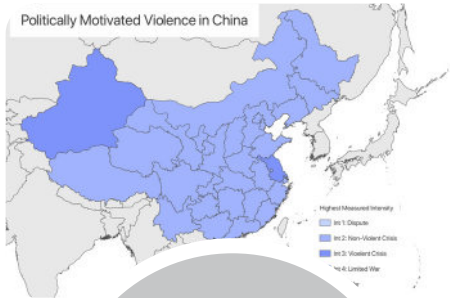 Politically Motivated Violence in China
Highest Measured Intensity
Int 1: Dispute
Int 2: Non-Violent Crisis
Int 3: Violent Crisis
Int 4: Limited War